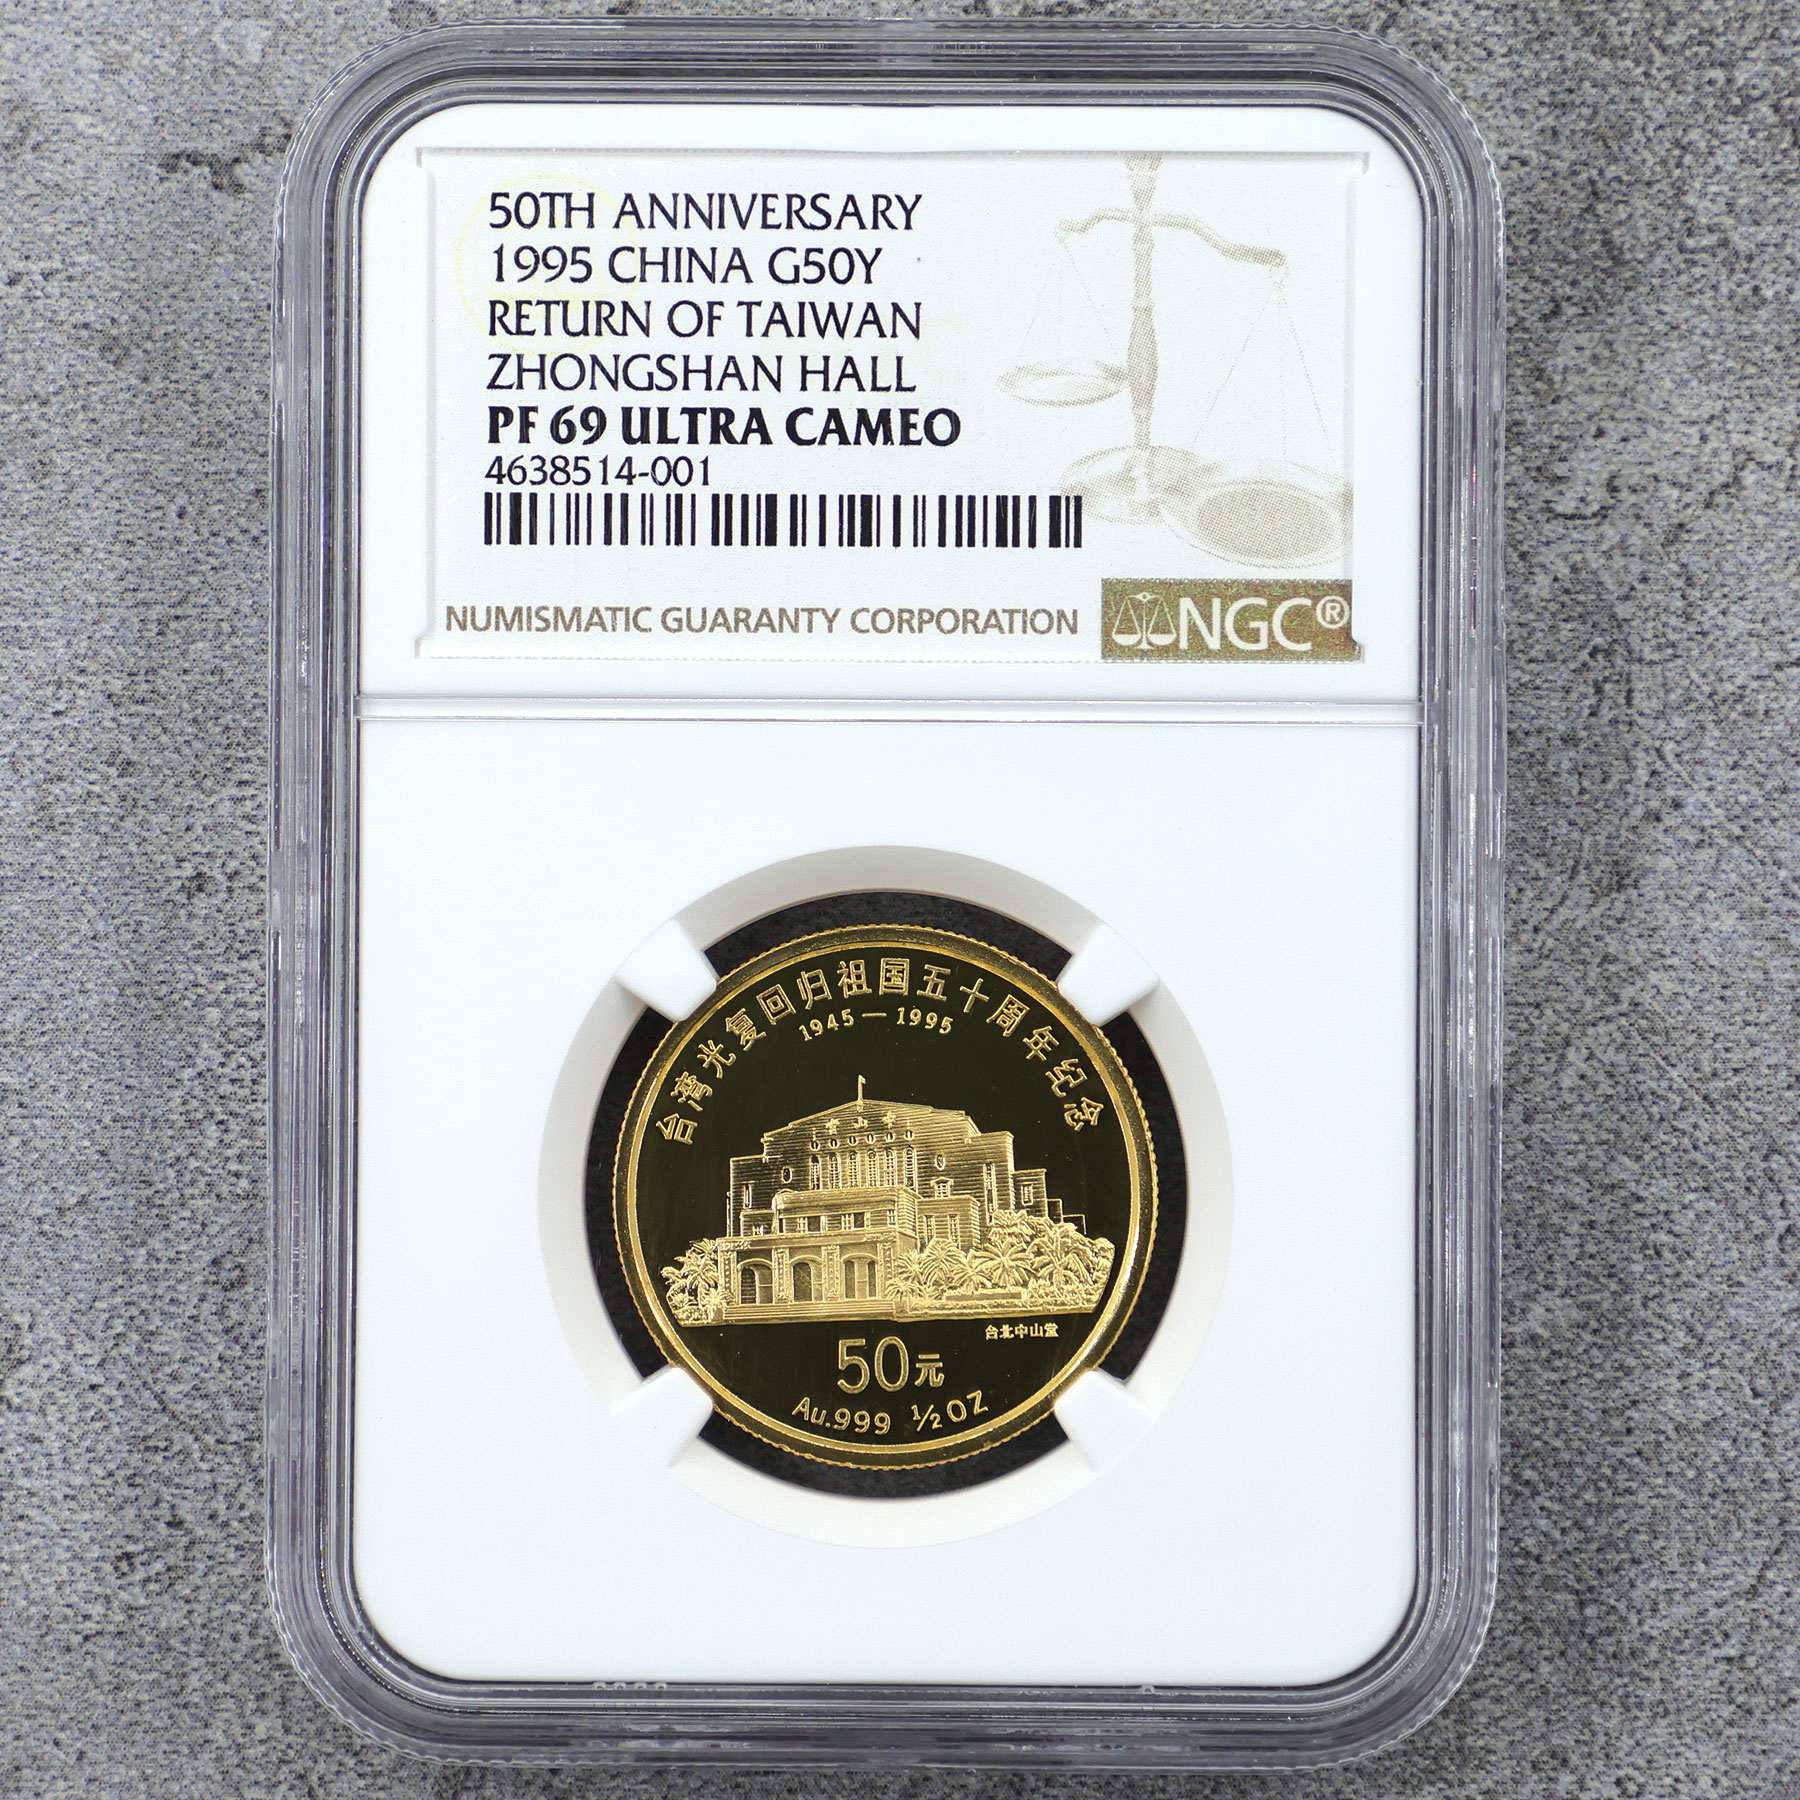 50TH ANNIVERSARY
1995 CHINA G50Y
RETURN OF TAIWAN
ZHONGSHAN HALL
PF 69 ULTRA CAMEO
4638514-001
NUMISMATIC GUARANTY CORPORATION
NGC®
台湾光复回归祖国五十周年纪念
1945—1995
台北中山堂
50元
Au.999 ½OZ